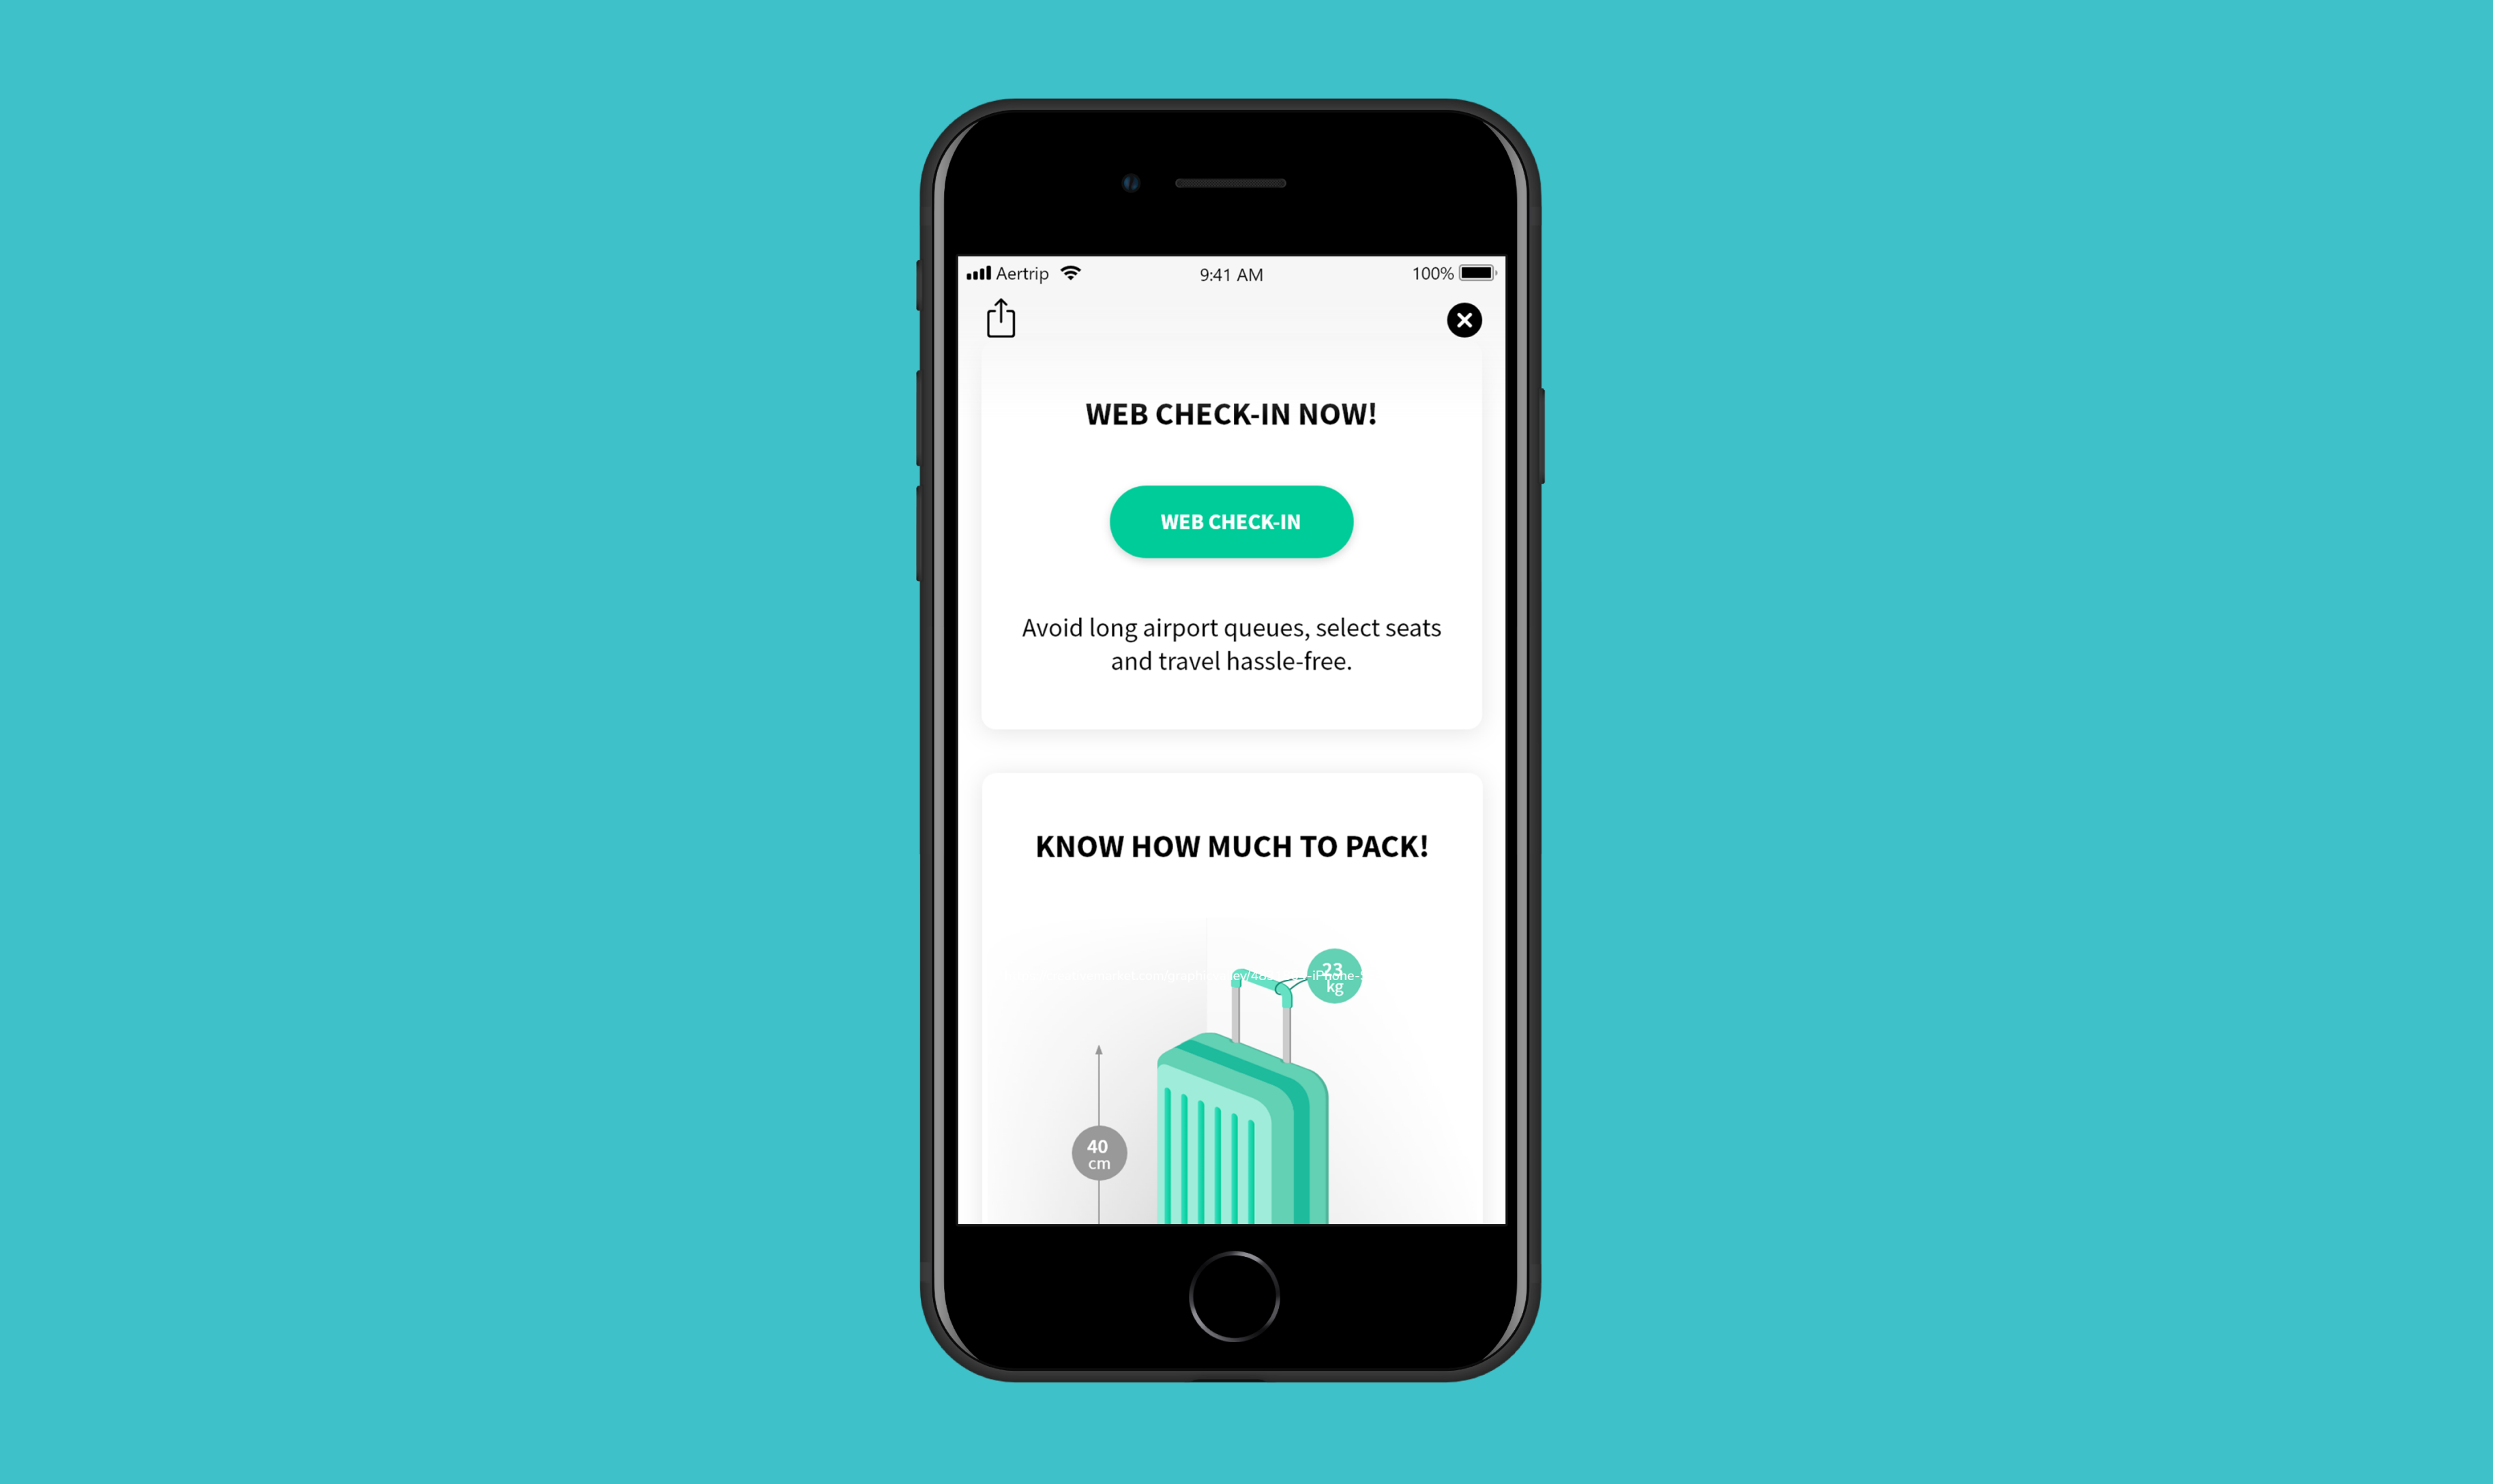 Aertrip 9:41 AM 100%
WEB CHECK-IN NOW!
WEB CHECK-IN
Avoid long airport queues, select seats
and travel hassle-free.
KNOW HOW MUCH TO PACK!
23
kg
40
cm